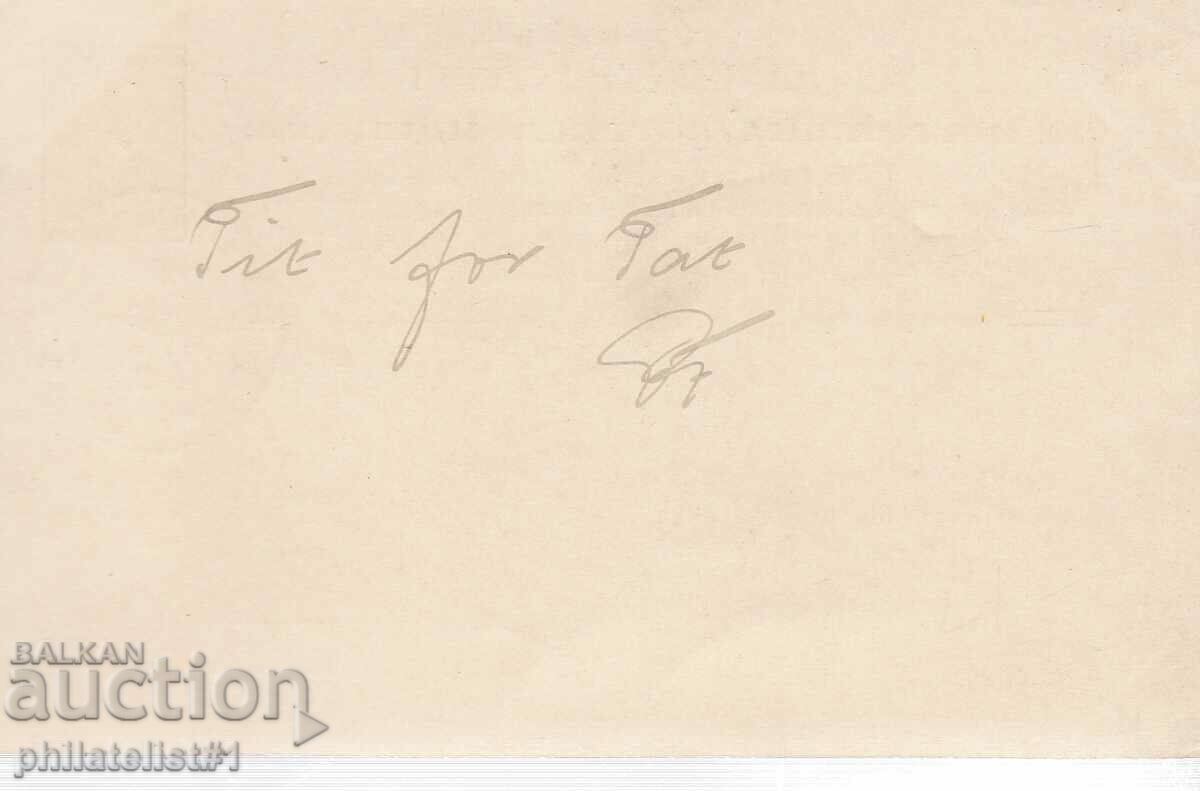 Tit for Tat
BALKAN
auction
philatelist#1